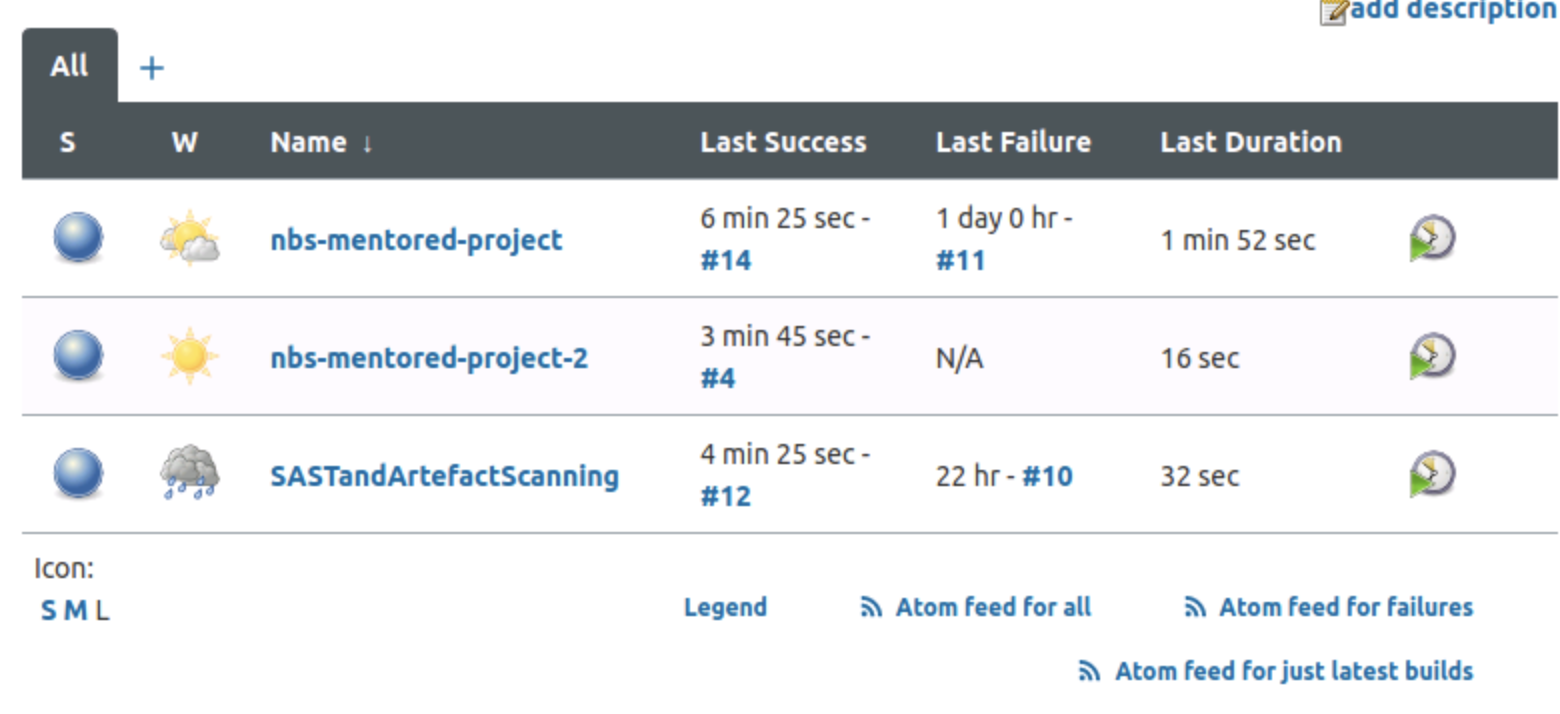 add description
All +
S W Name ↓ Last Success Last Failure Last Duration
nbs-mentored-project 6 min 25 sec - #14 1 day 0 hr - #11 1 min 52 sec
nbs-mentored-project-2 3 min 45 sec - #4 N/A 16 sec
SASTandArtefactScanning 4 min 25 sec - #12 22 hr - #10 32 sec
Icon:
S M L
Legend Atom feed for all Atom feed for failures
Atom feed for just latest builds